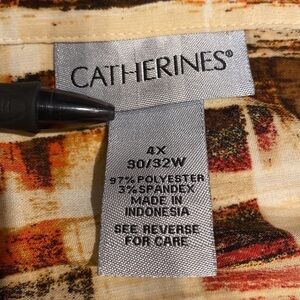 CATHERINES®
4X
30/32W
97% POLYESTER
3% SPANDEX
MADE IN
INDONESIA
SEE REVERSE
FOR CARE